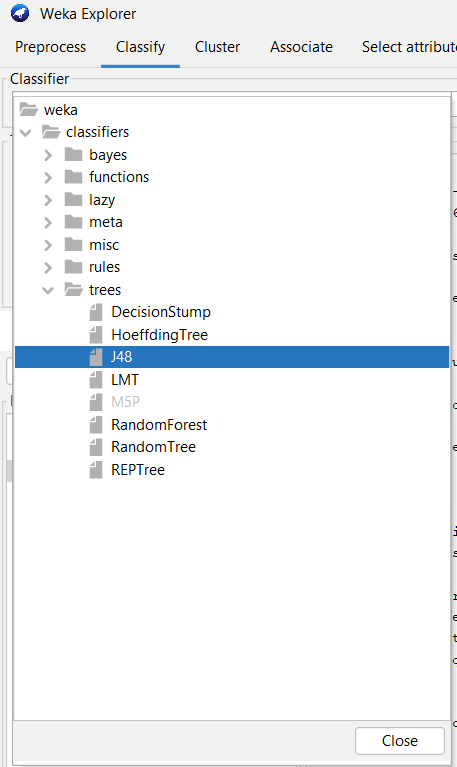 Weka Explorer
Preprocess Classify Cluster Associate Select attribute
Classifier
weka
classifiers
bayes
functions
lazy
meta
misc
rules
trees
DecisionStump
HoeffdingTree
J48
LMT
M5P
RandomForest
RandomTree
REPTree
Close